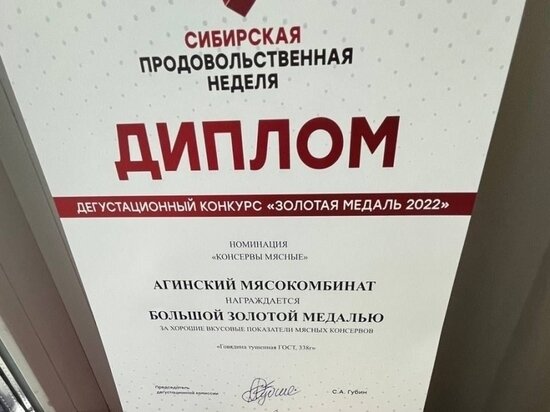 СИБИРСКАЯ
ПРОДОВОЛЬСТВЕННАЯ
НЕДЕЛЯ
ДИПЛОМ
ДЕГУСТАЦИОННЫЙ КОНКУРС «ЗОЛОТАЯ МЕДАЛЬ 2022»
НОМИНАЦИЯ
«КОНСЕРВЫ МЯСНЫЕ»
АГИНСКИЙ МЯСОКОМБИНАТ
НАГРАЖДАЕТСЯ
БОЛЬШОЙ ЗОЛОТОЙ МЕДАЛЬЮ
ЗА ХОРОШИЕ ВКУСОВЫЕ ПОКАЗАТЕЛИ МЯСНЫХ КОНСЕРВОВ
«Говядина тушенная ГОСТ, 338г»
Председатель
дегустационной комиссии
С.А. Губин